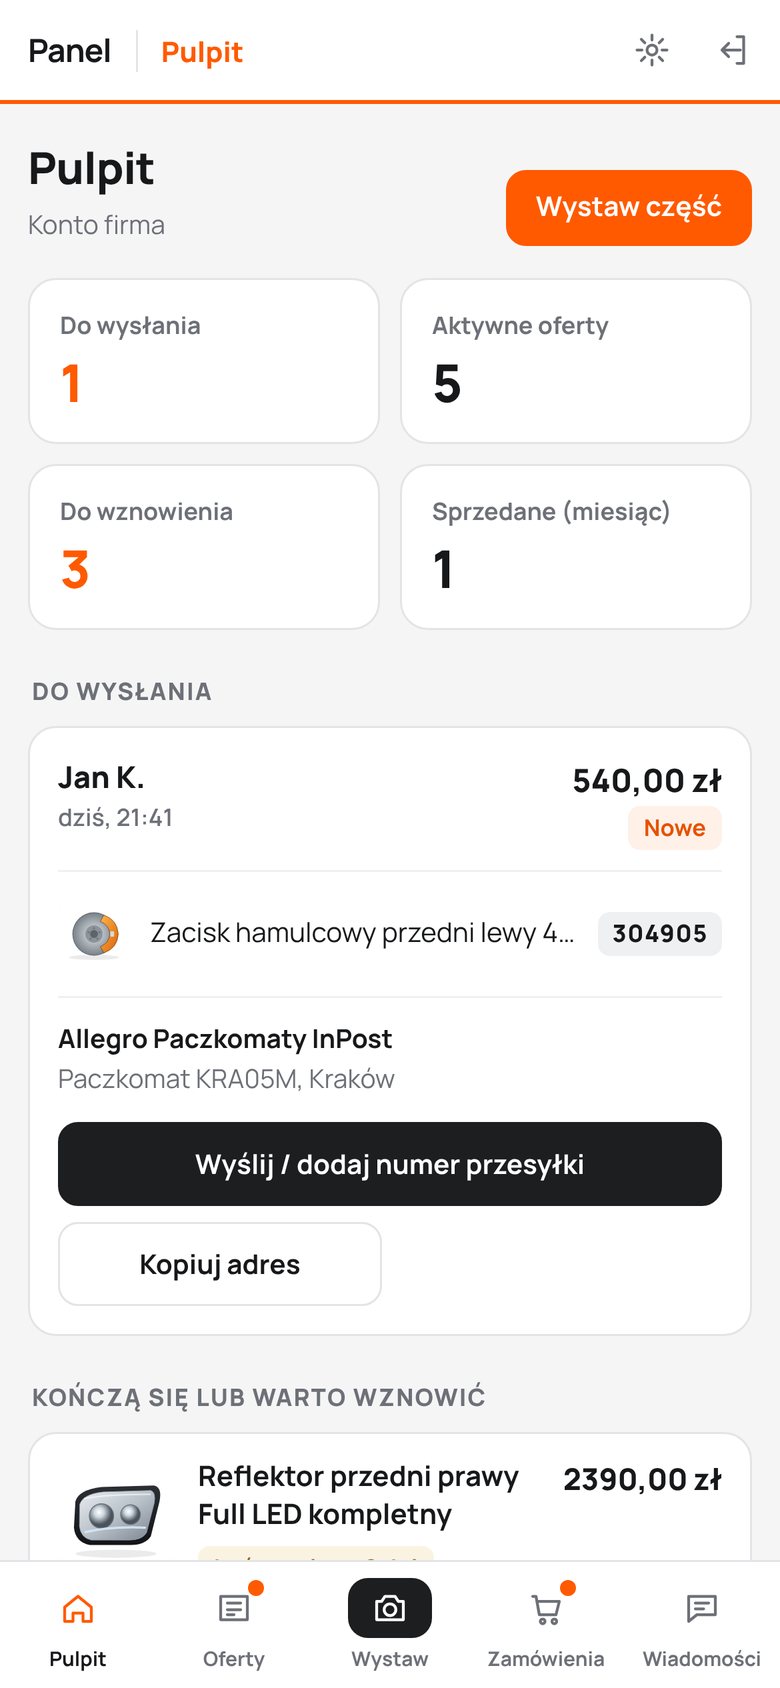 Panel
Pulpit
Pulpit
Konto firma
Wystaw część
Do wysłania
1
Aktywne oferty
5
Do wznowienia
3
Sprzedane (miesiąc)
1
DO WYSŁANIA
Jan K.
540,00 zł
dziś, 21:41
Nowe
Zacisk hamulcowy przedni lewy 4...
304905
Allegro Paczkomaty InPost
Paczkomat KRA05M, Kraków
Wyślij / dodaj numer przesyłki
Kopiuj adres
KOŃCZĄ SIĘ LUB WARTO WZNOWIĆ
Reflektor przedni prawy
Full LED kompletny
2390,00 zł
Pulpit
Oferty
Wystaw
Zamówienia
Wiadomości